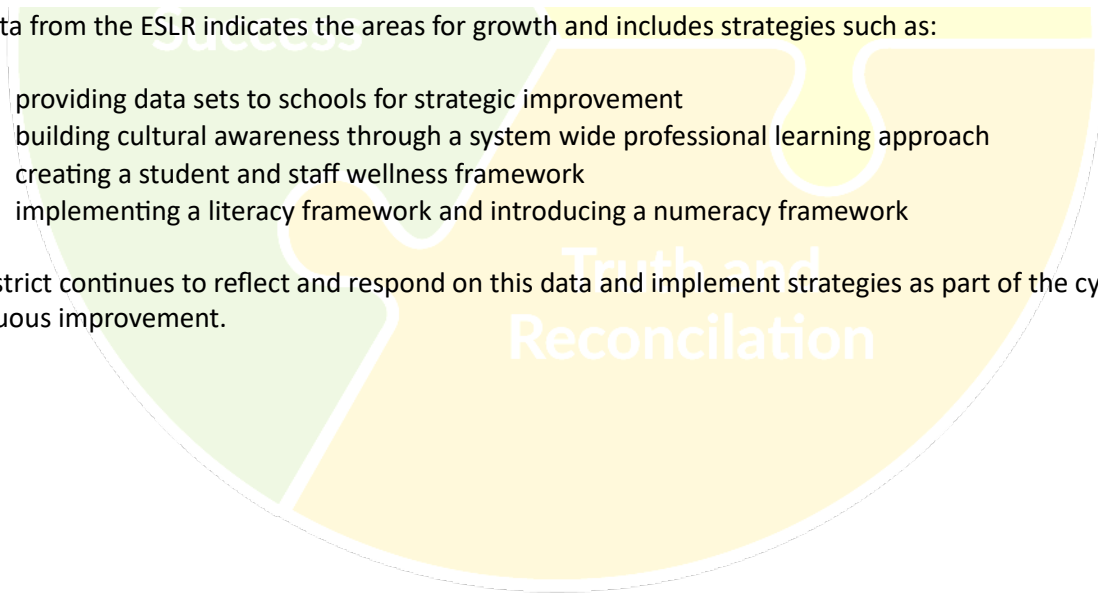 ta from the ESLR indicates the areas for growth and includes strategies such as:
Success
providing data sets to schools for strategic improvement
building cultural awareness through a system wide professional learning approach
creating a student and staff wellness framework
implementing a literacy framework and introducing a numeracy framework
Truth and
strict continues to reflect and respond on this data and implement strategies as part of the cy
uous improvement.
Reconcilation